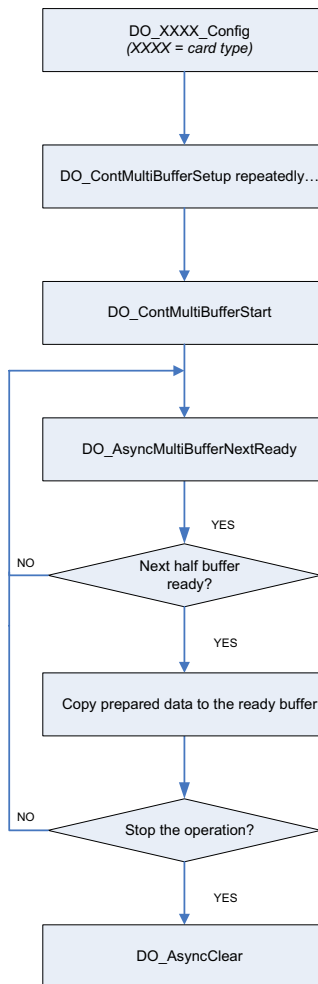 DO_XXXX_Config
(XXXX = card type)
DO_ContMultiBufferSetup repeatedly…
DO_ContMultiBufferStart
DO_AsyncMultiBufferNextReady
YES
NO
Next half buffer
ready?
YES
Copy prepared data to the ready buffer
NO
Stop the operation?
YES
DO_AsyncClear